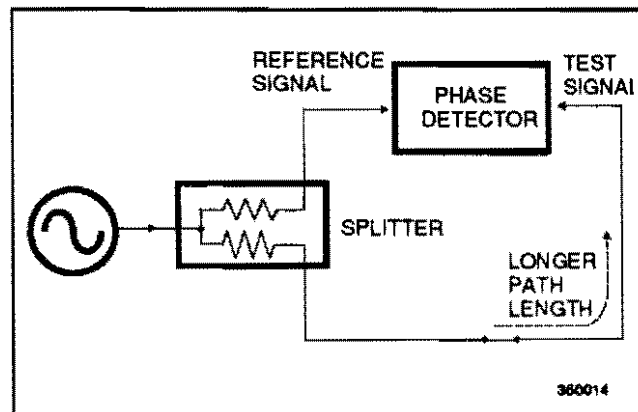 REFERENCE
SIGNAL
PHASE
DETECTOR
TEST
SIGNAL
SPLITTER
LONGER
PATH
LENGTH
360014